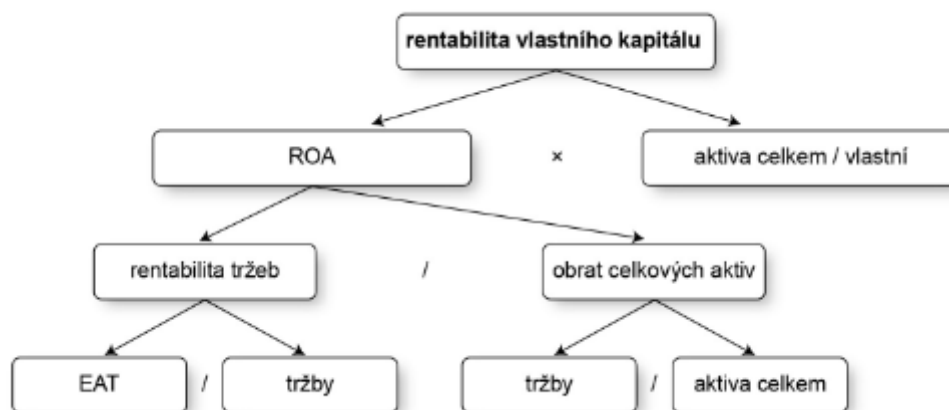 rentabilita vlastního kapitálu
ROA × aktiva celkem / vlastní
rentabilita tržeb / obrat celkových aktiv
EAT / tržby tržby / aktiva celkem